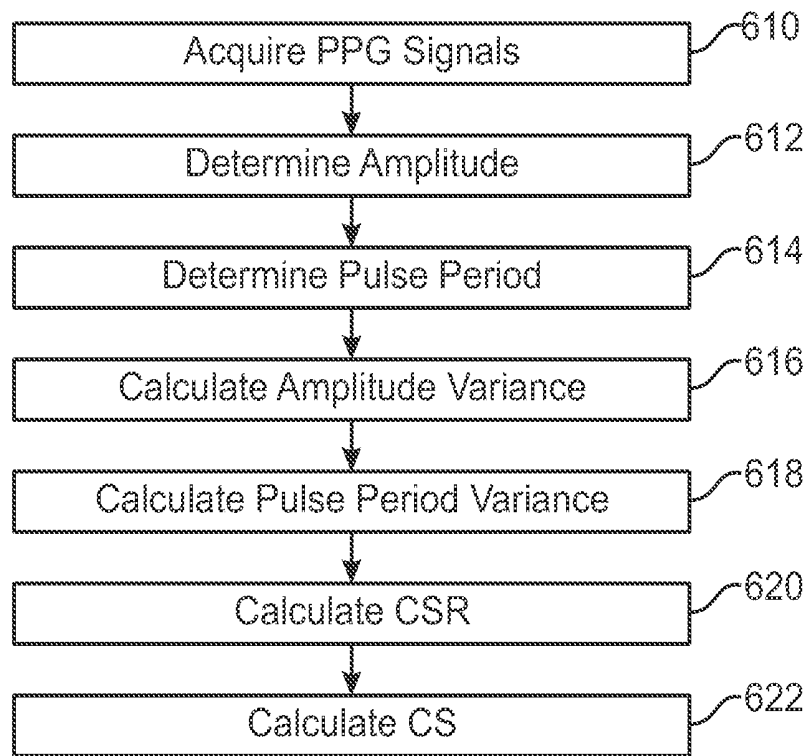 Acquire PPG Signals 610
Determine Amplitude 612
Determine Pulse Period 614
Calculate Amplitude Variance 616
Calculate Pulse Period Variance 618
Calculate CSR 620
Calculate CS 622